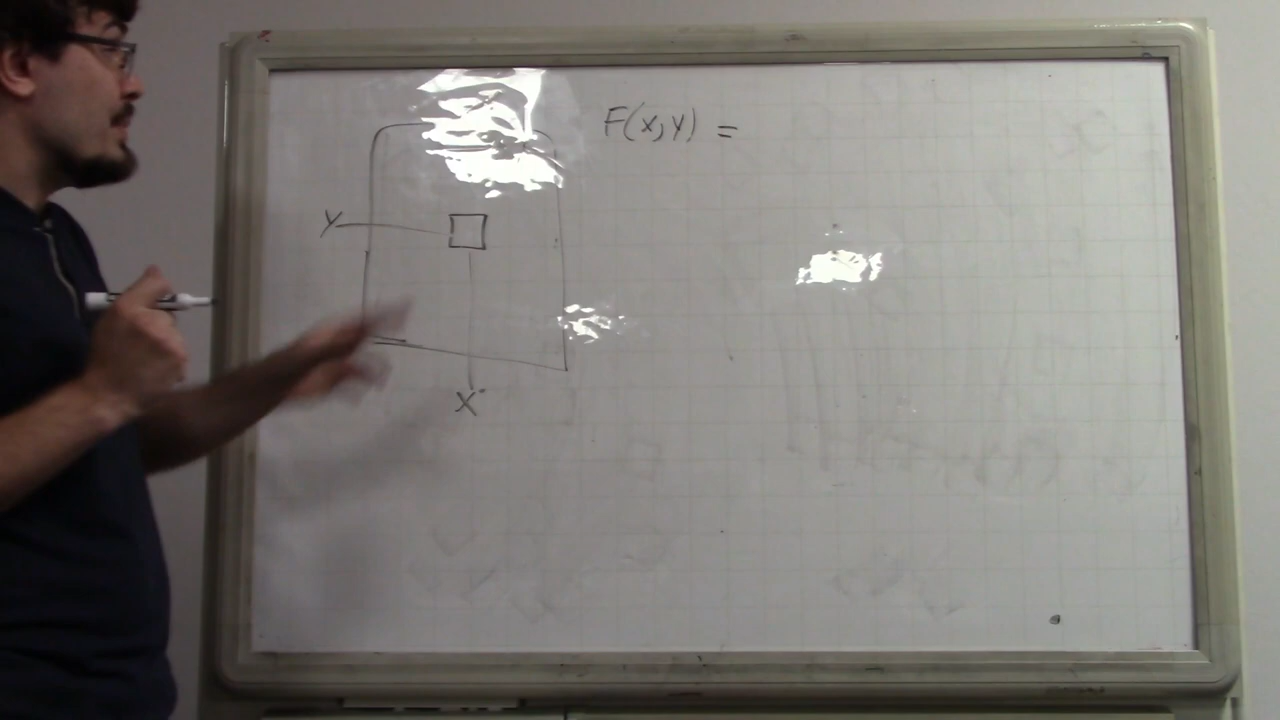 F(x,y) =
Y
X